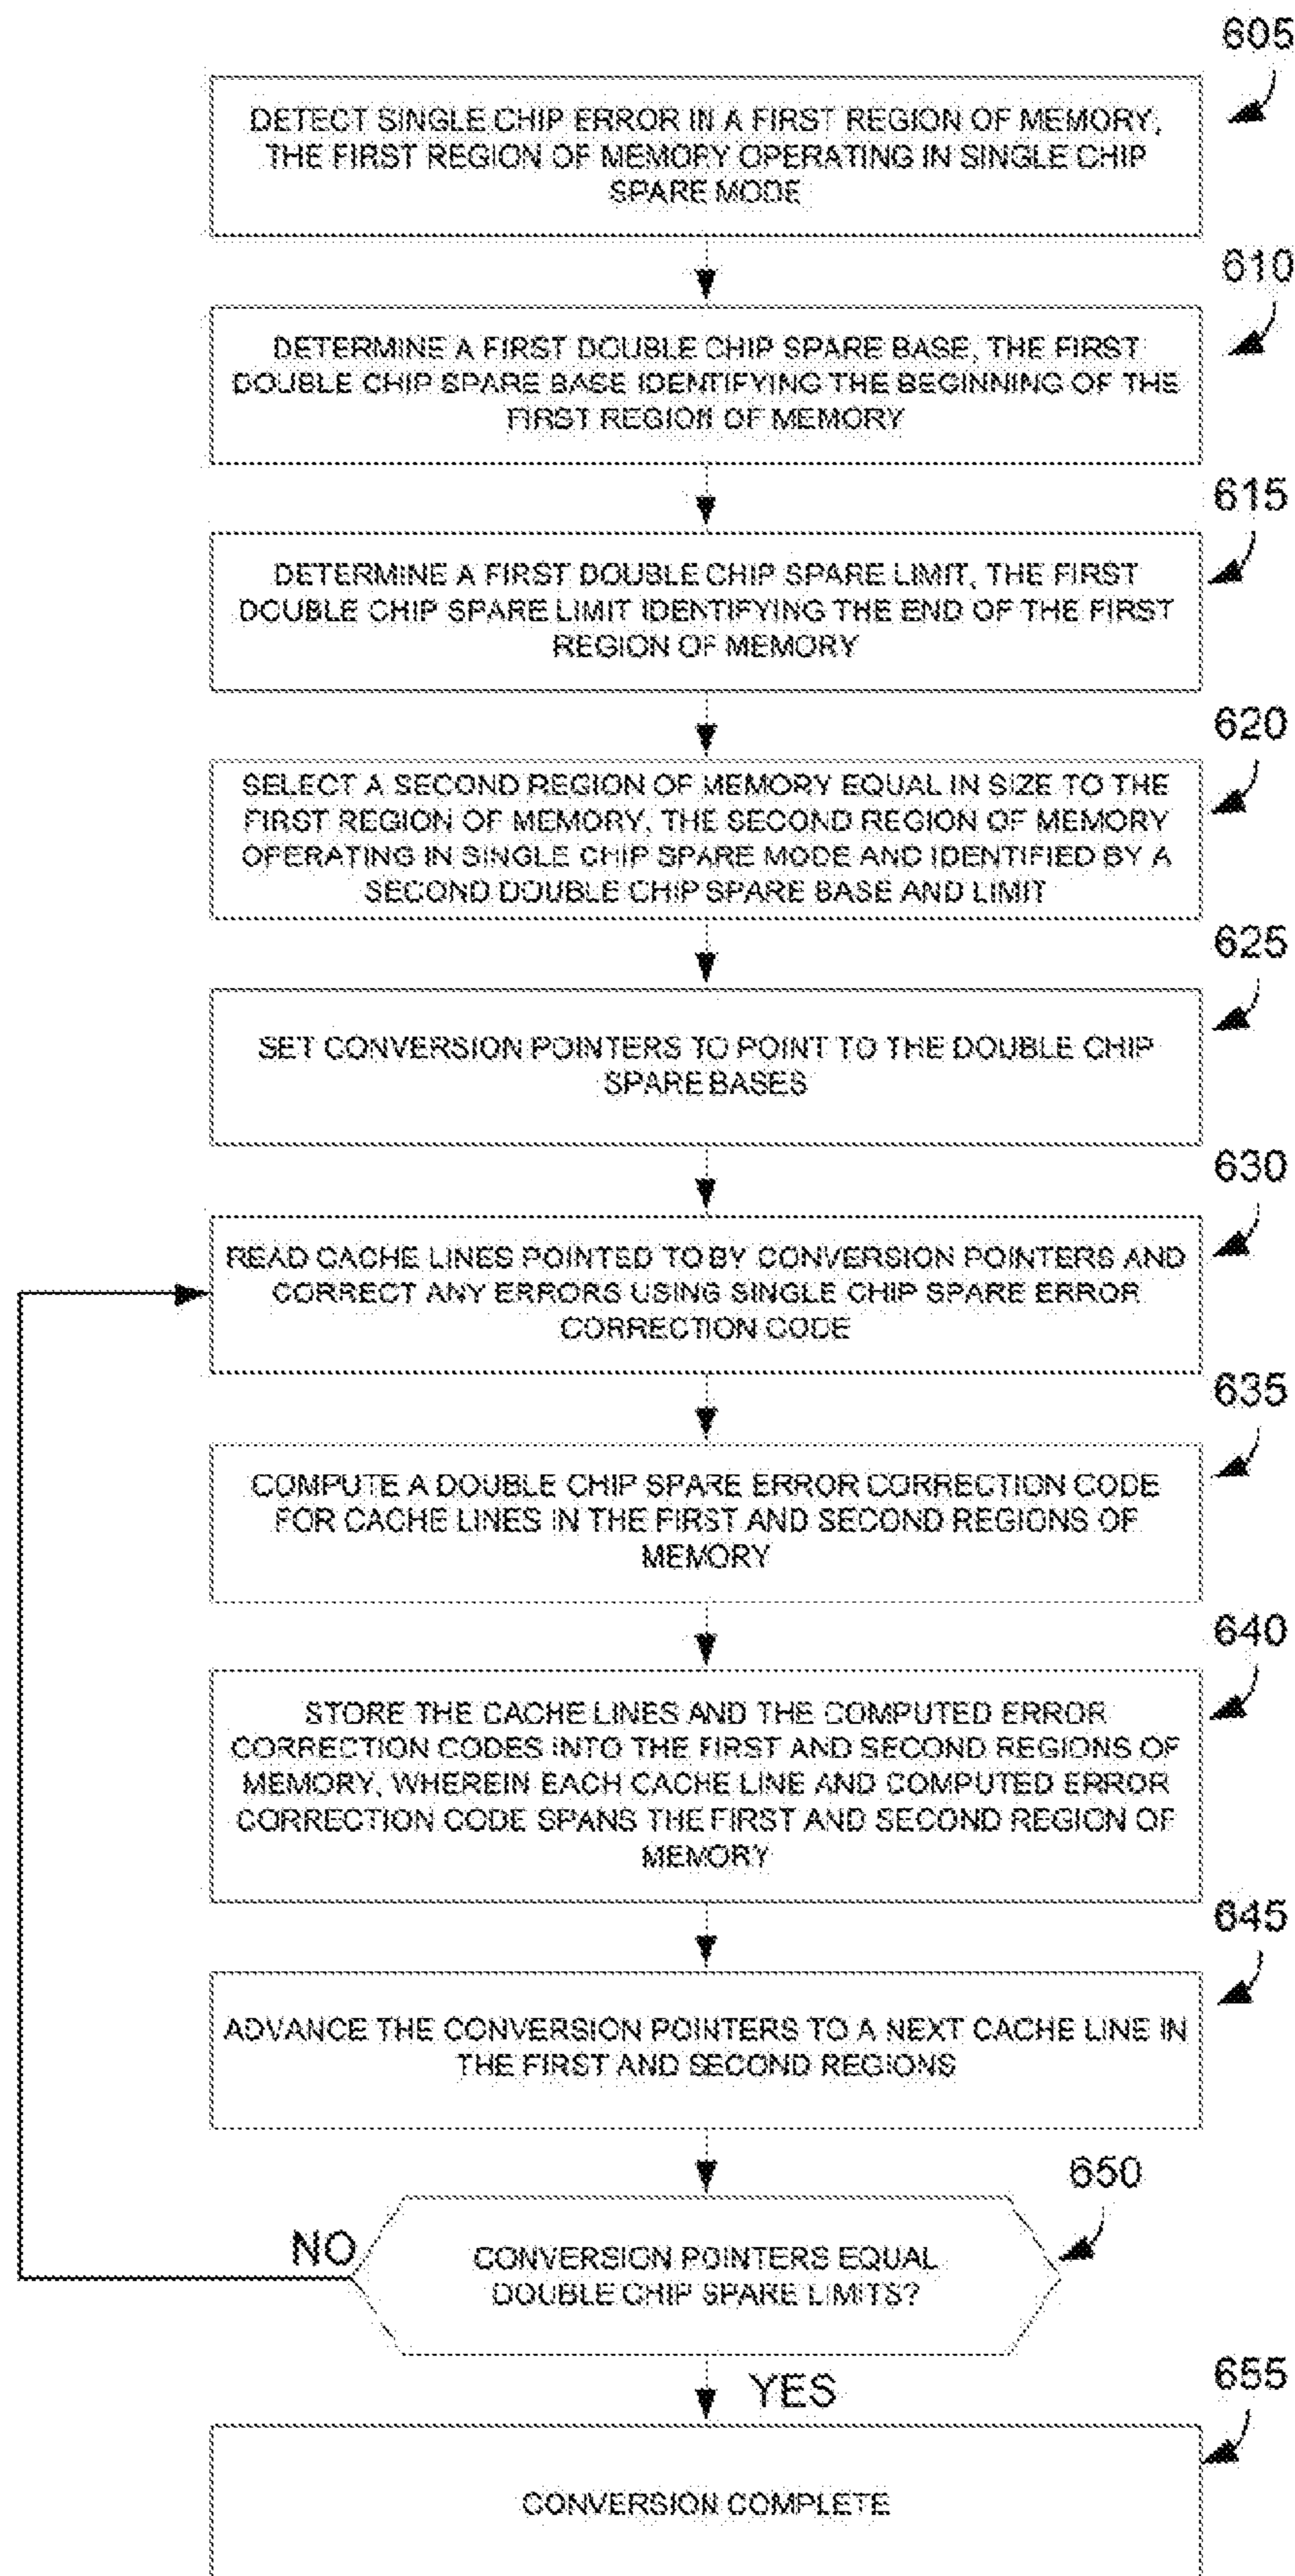 605
DETECT SINGLE CHIP ERROR IN A FIRST REGION OF MEMORY,
THE FIRST REGION OF MEMORY OPERATING IN SINGLE CHIP
SPARE MODE
610
DETERMINE A FIRST DOUBLE CHIP SPARE BASE, THE FIRST
DOUBLE CHIP SPARE BASE IDENTIFYING THE BEGINNING OF THE
FIRST REGION OF MEMORY
615
DETERMINE A FIRST DOUBLE CHIP SPARE LIMIT, THE FIRST
DOUBLE CHIP SPARE LIMIT IDENTIFYING THE END OF THE FIRST
REGION OF MEMORY
620
SELECT A SECOND REGION OF MEMORY EQUAL IN SIZE TO THE
FIRST REGION OF MEMORY, THE SECOND REGION OF MEMORY
OPERATING IN SINGLE CHIP SPARE MODE AND IDENTIFIED BY A
SECOND DOUBLE CHIP SPARE BASE AND LIMIT
625
SET CONVERSION POINTERS TO POINT TO THE DOUBLE CHIP
SPARE BASES
630
READ CACHE LINES POINTED TO BY CONVERSION POINTERS AND
CORRECT ANY ERRORS USING SINGLE CHIP SPARE ERROR
CORRECTION CODE
635
COMPUTE A DOUBLE CHIP SPARE ERROR CORRECTION CODE
FOR CACHE LINES IN THE FIRST AND SECOND REGIONS OF
MEMORY
640
STORE THE CACHE LINES AND THE COMPUTED ERROR
CORRECTION CODES INTO THE FIRST AND SECOND REGIONS OF
MEMORY, WHEREIN EACH CACHE LINE AND COMPUTED ERROR
CORRECTION CODE SPANS THE FIRST AND SECOND REGION OF
MEMORY
645
ADVANCE THE CONVERSION POINTERS TO A NEXT CACHE LINE IN
THE FIRST AND SECOND REGIONS
650
NO
CONVERSION POINTERS EQUAL
DOUBLE CHIP SPARE LIMITS?
YES
655
CONVERSION COMPLETE